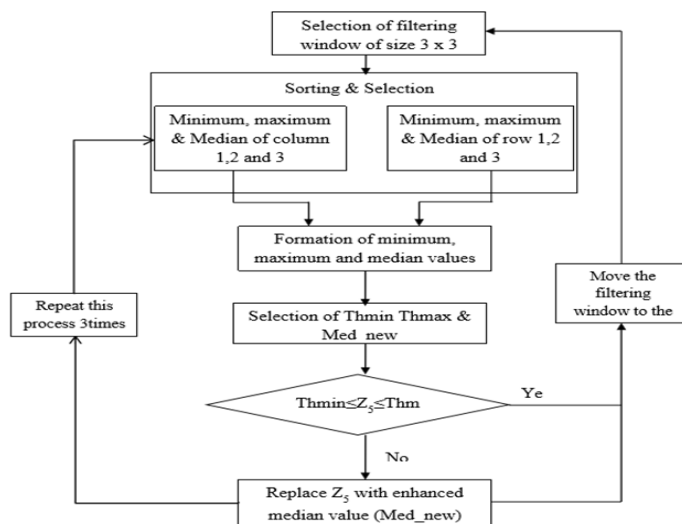 Selection of filtering
window of size 3 x 3
Sorting & Selection
Minimum, maximum
& Median of column
1,2 and 3
Minimum, maximum
& Median of row 1,2
and 3
Formation of minimum,
maximum and median values
Move the
filtering
window to the
Repeat this
process 3times
Selection of Thmin Thmax &
Med_new
Thmin≤Z₅≤Thm
Ye
No
Replace Z₅ with enhanced
median value (Med_new)